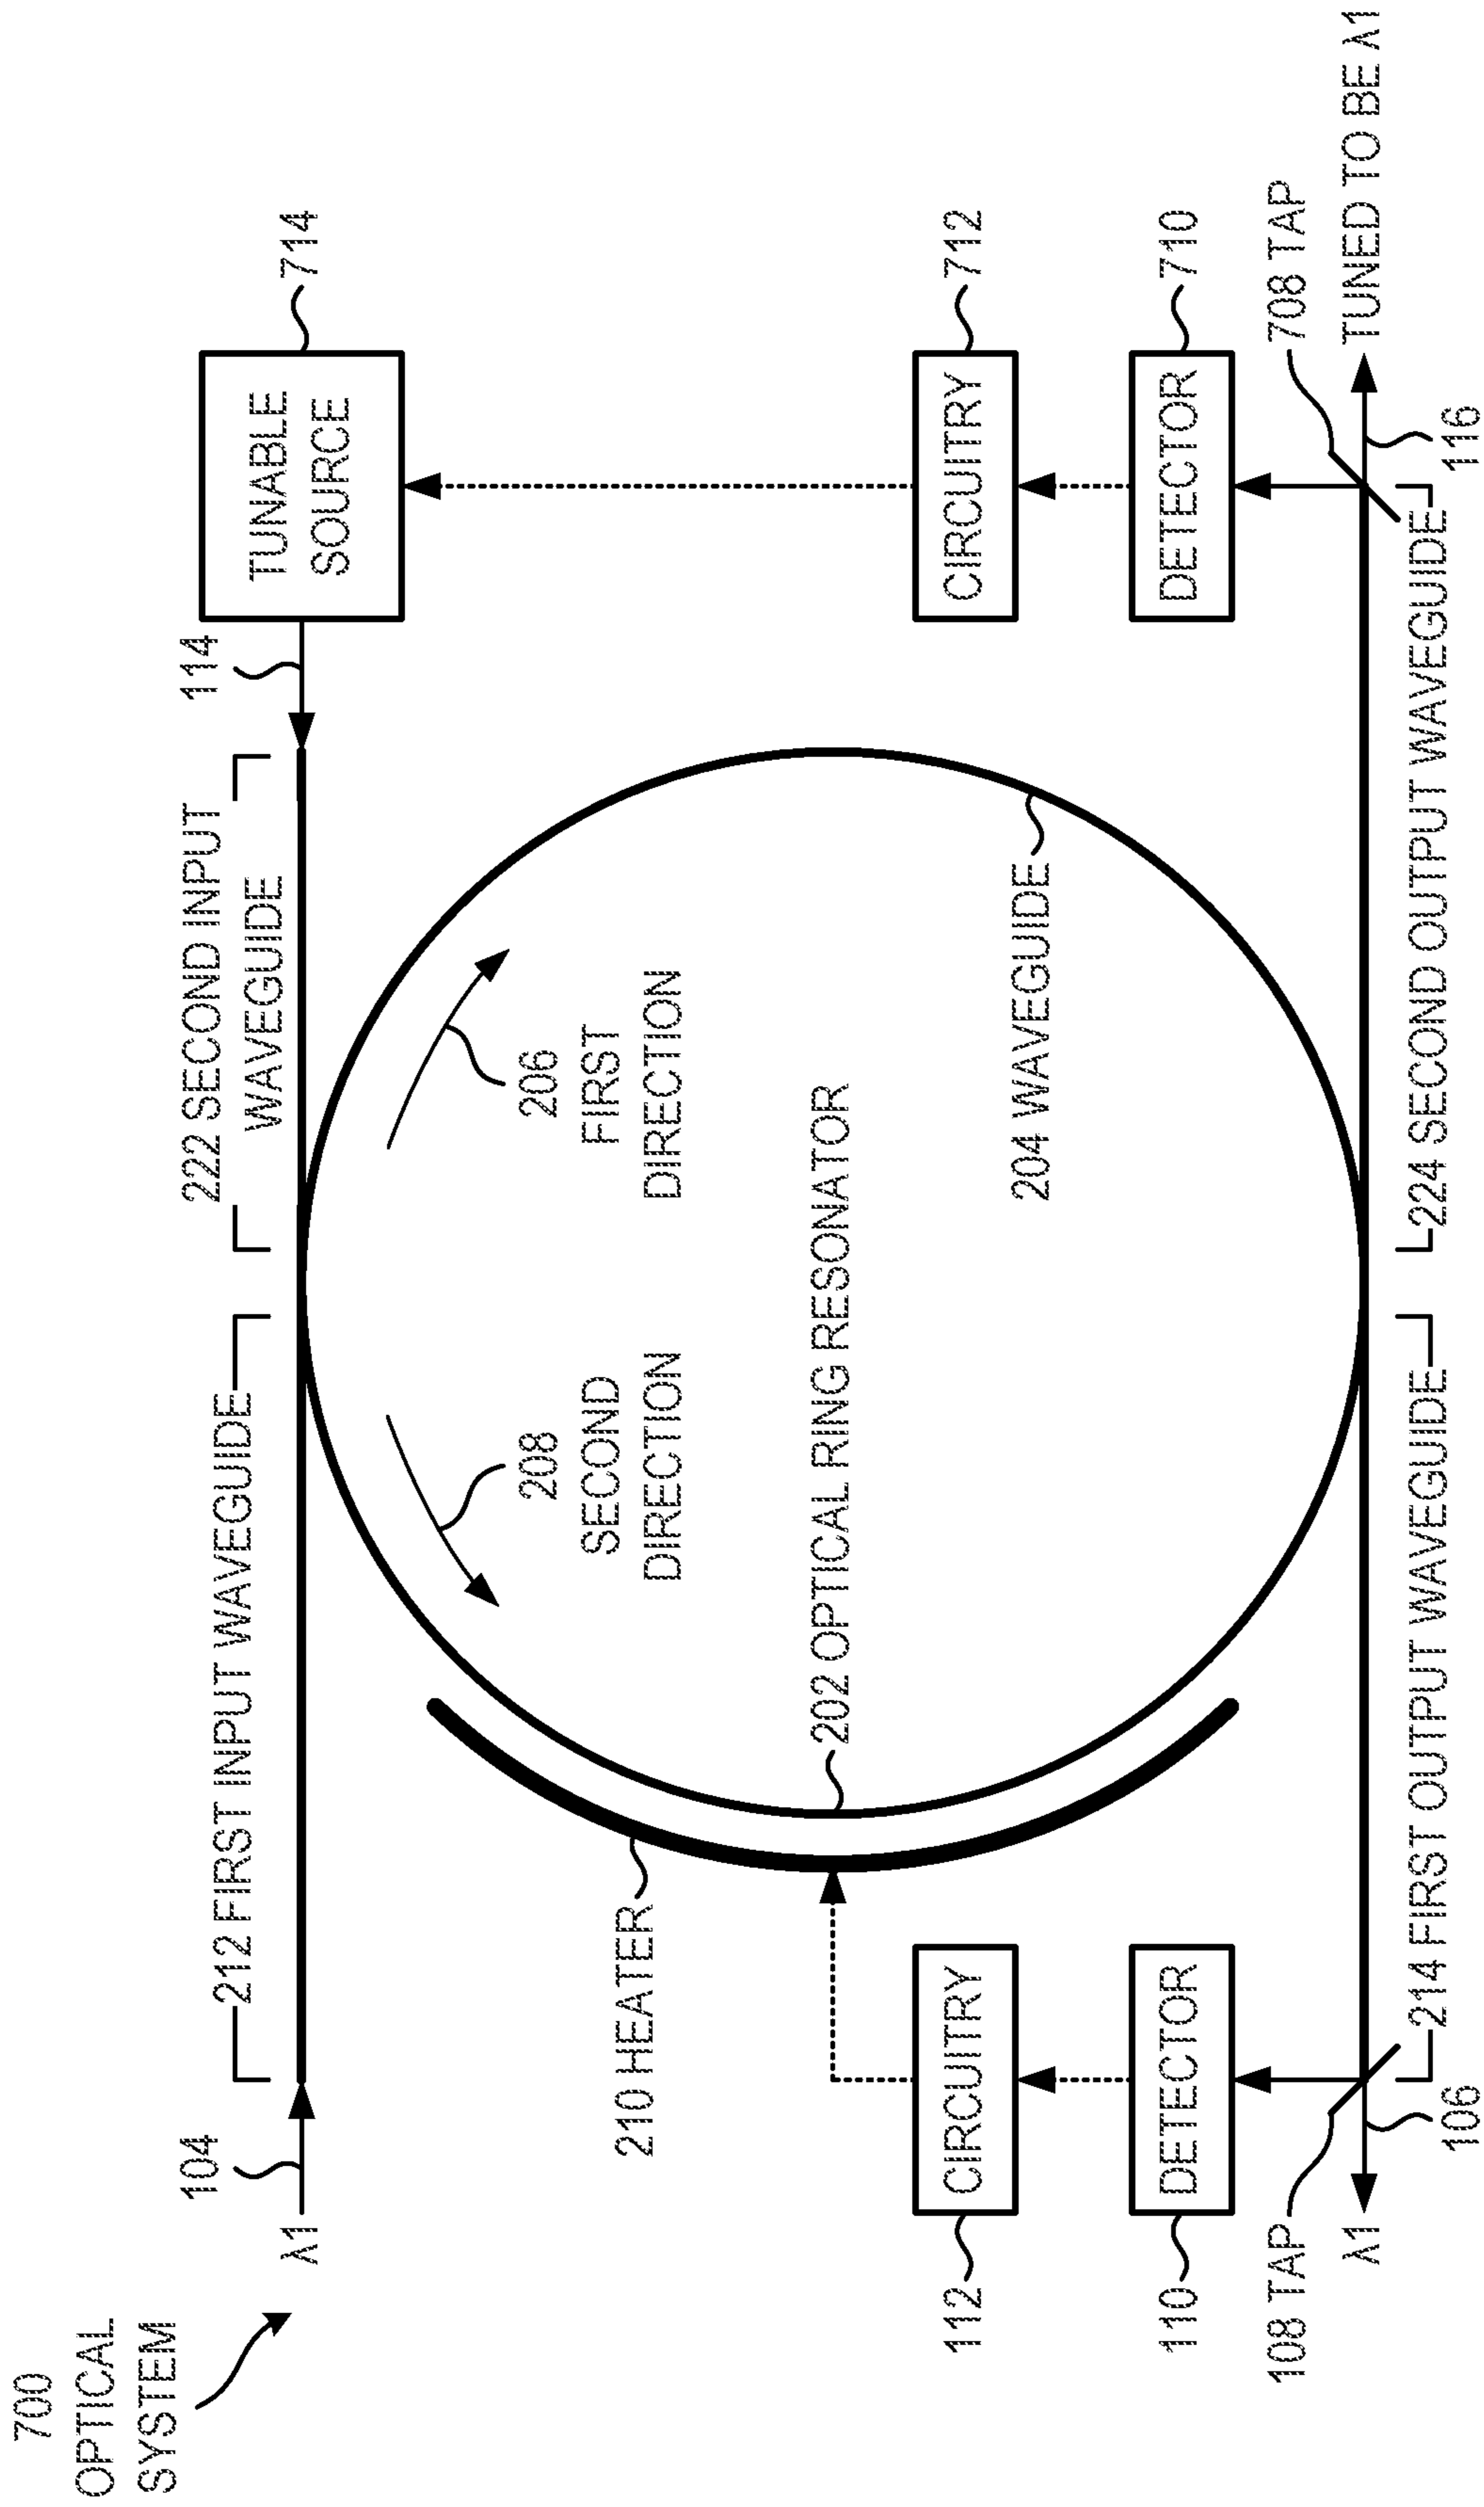 700
OPTICAL
SYSTEM
104
λ1
212 FIRST INPUT WAVEGUIDE
222 SECOND INPUT
WAVEGUIDE
114
TUNABLE
SOURCE
714
208
SECOND
DIRECTION
206
FIRST
DIRECTION
210 HEATER
202 OPTICAL RING RESONATOR
204 WAVEGUIDE
112
CIRCUITRY
CIRCUITRY
712
110
DETECTOR
DETECTOR
710
108 TAP
708 TAP
λ1
TUNED TO BE λ1
106
214 FIRST OUTPUT WAVEGUIDE
224 SECOND OUTPUT WAVEGUIDE
116